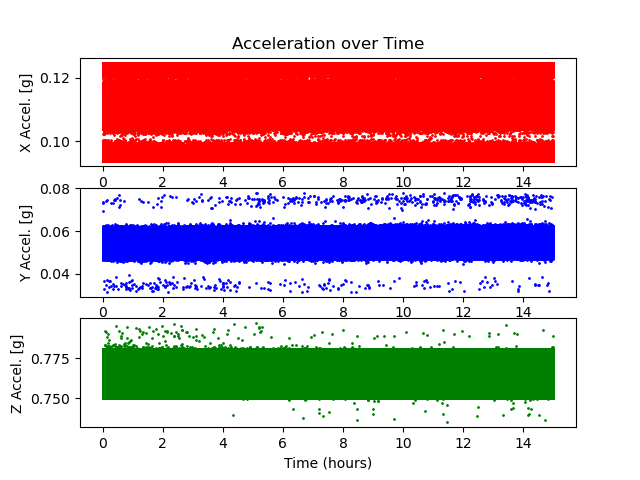 Acceleration over Time
X Accel. [g]
0.12
0.10
0 2 4 6 8 10 12 14
Y Accel. [g]
0.08
0.06
0.04
0 2 4 6 8 10 12 14
Z Accel. [g]
0.775
0.750
0 2 4 6 8 10 12 14
Time (hours)